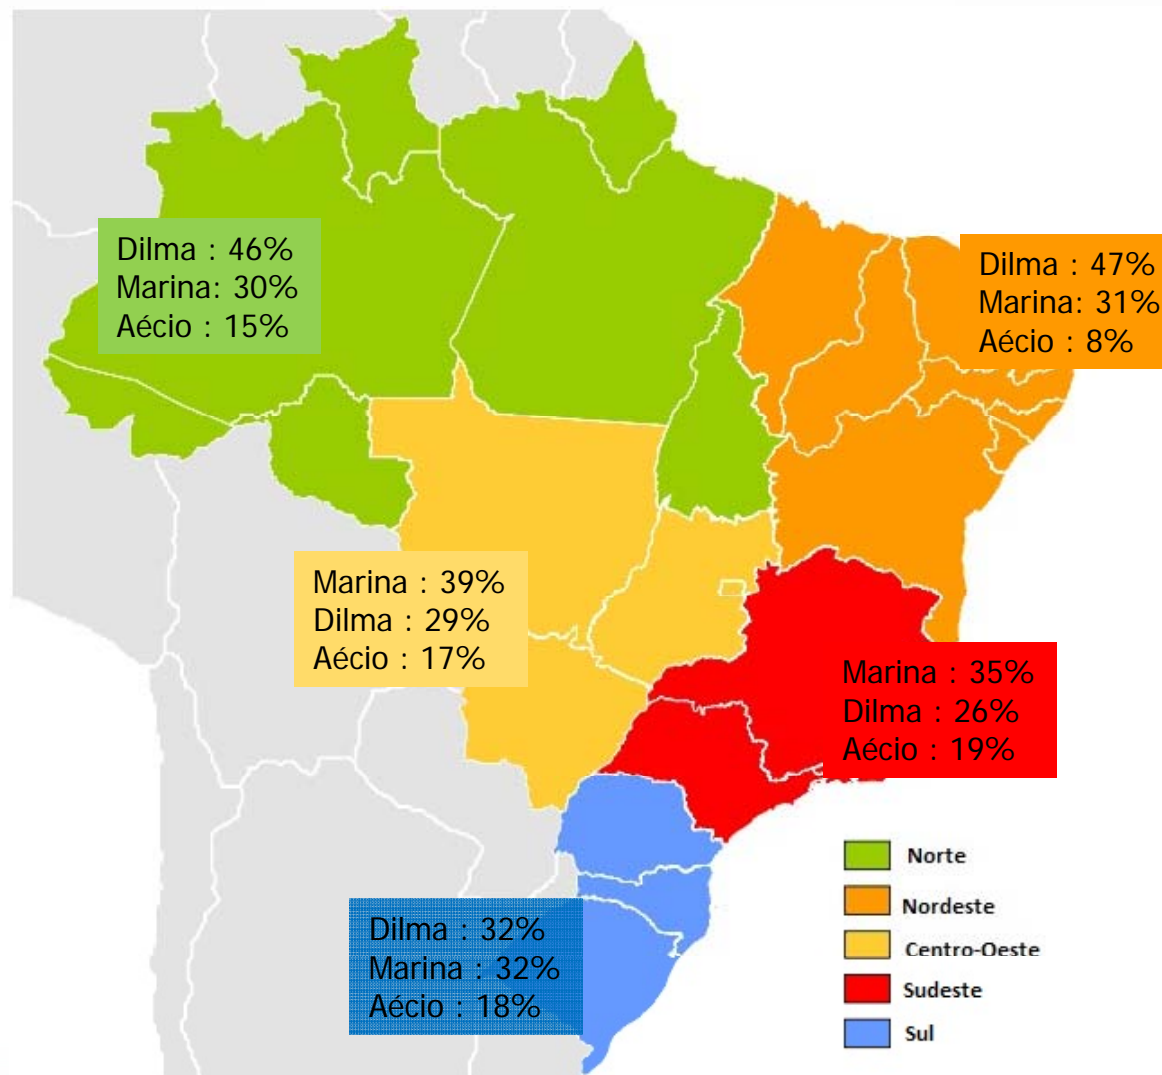 Dilma : 46%
Marina: 30%
Aécio : 15%
Dilma : 47%
Marina: 31%
Aécio : 8%
Marina : 39%
Dilma : 29%
Aécio : 17%
Marina : 35%
Dilma : 26%
Aécio : 19%
Dilma : 32%
Marina : 32%
Aécio : 18%
Norte
Nordeste
Centro-Oeste
Sudeste
Sul